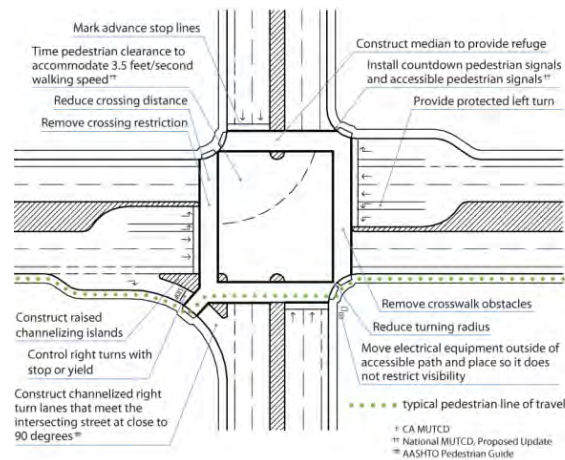 Mark advance stop lines
Time pedestrian clearance to
accommodate 3.5 feet/second
walking speed††
Reduce crossing distance
Remove crossing restriction
Construct median to provide refuge
Install countdown pedestrian signals
and accessible pedestrian signals††
Provide protected left turn
Construct raised
channelizing islands
Control right turns with
stop or yield
Construct channelized right
turn lanes that meet the
intersecting street at close to
90 degrees
Remove crosswalk obstacles
Reduce turning radius
Move electrical equipment outside of
accessible path and place so it does
not restrict visibility
typical pedestrian line of travel
† CA MUTCD
†† National MUTCD, Proposed Update
AASHTO Pedestrian Guide